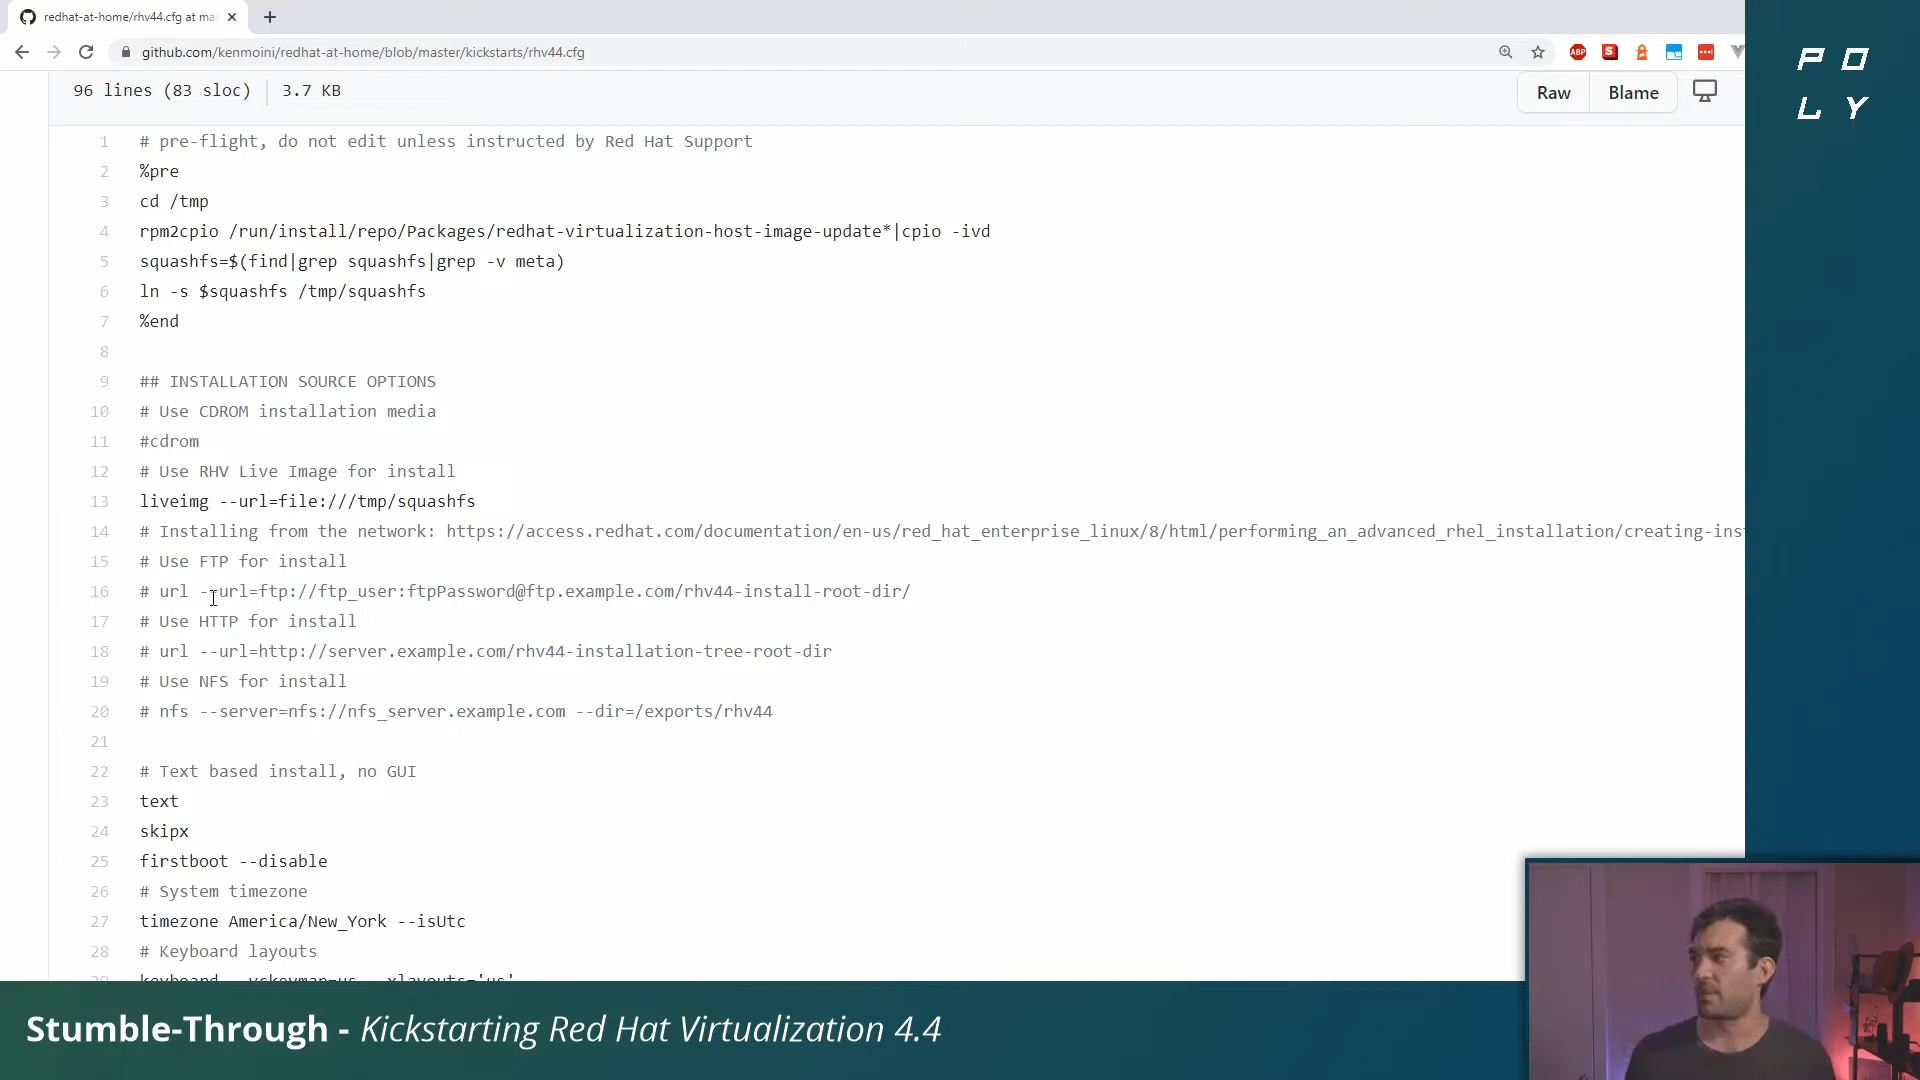 redhat-at-home/rhv44.cfg at ma
github.com/kenmoini/redhat-at-home/blob/master/kickstarts/rhv44.cfg
ABP
S
PO
LY
96 lines (83 sloc)
3.7 KB
Raw
Blame
1 # pre-flight, do not edit unless instructed by Red Hat Support
2 %pre
3 cd /tmp
4 rpm2cpio /run/install/repo/Packages/redhat-virtualization-host-image-update*|cpio -ivd
5 squashfs=$(find|grep squashfs|grep -v meta)
6 ln -s $squashfs /tmp/squashfs
7 %end
8
9 ## INSTALLATION SOURCE OPTIONS
10 # Use CDROM installation media
11 #cdrom
12 # Use RHV Live Image for install
13 liveimg --url=file:///tmp/squashfs
14 # Installing from the network: https://access.redhat.com/documentation/en-us/red_hat_enterprise_linux/8/html/performing_an_advanced_rhel_installation/creating-inst
15 # Use FTP for install
16 # url --url=ftp://ftp_user:ftpPassword@ftp.example.com/rhv44-install-root-dir/
17 # Use HTTP for install
18 # url --url=http://server.example.com/rhv44-installation-tree-root-dir
19 # Use NFS for install
20 # nfs --server=nfs://nfs_server.example.com --dir=/exports/rhv44
21
22 # Text based install, no GUI
23 text
24 skipx
25 firstboot --disable
26 # System timezone
27 timezone America/New_York --isUtc
28 # Keyboard layouts
29 keyboard --vckeymap=us --xlayouts='us'
Stumble-Through - Kickstarting Red Hat Virtualization 4.4